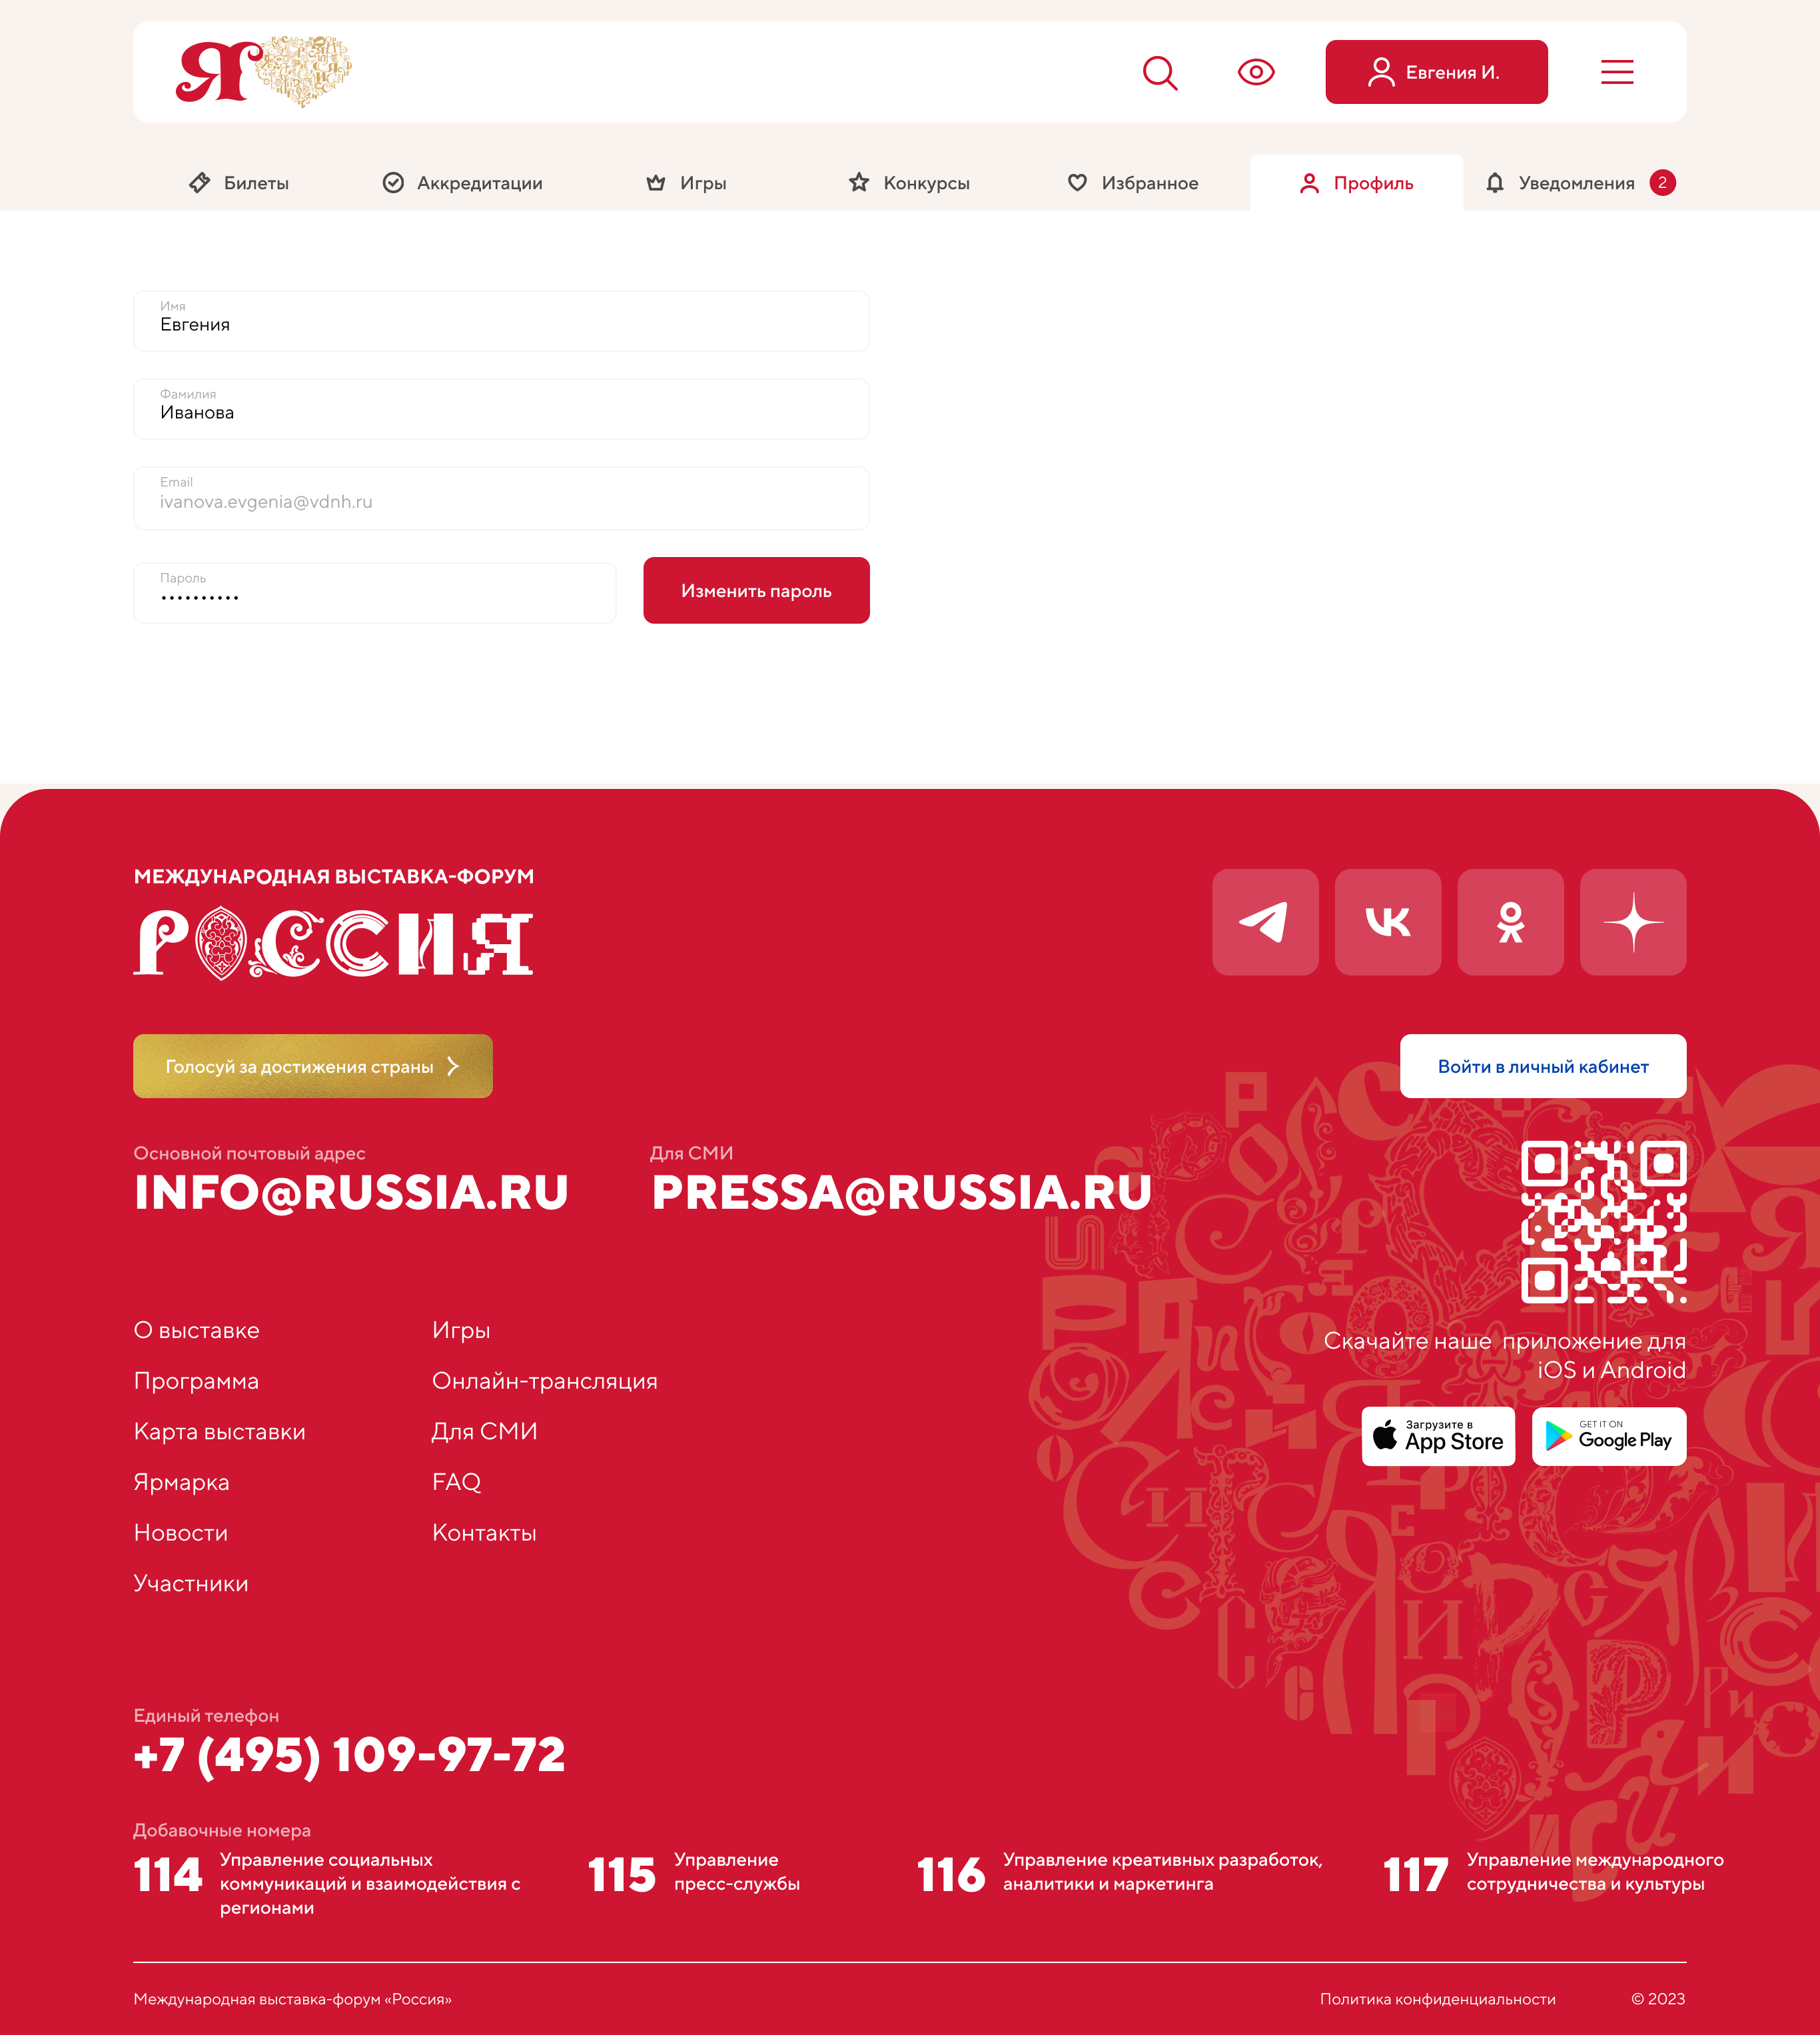 Я
Евгения И.
Билеты
Аккредитации
Игры
Конкурсы
Избранное
Профиль
Уведомления 2
Имя
Евгения
Фамилия
Иванова
Email
ivanova.evgenia@vdnh.ru
Пароль
••••••••••
Изменить пароль
МЕЖДУНАРОДНАЯ ВЫСТАВКА-ФОРУМ
РОССИЯ
Голосуй за достижения страны
Войти в личный кабинет
Основной почтовый адрес
INFO@RUSSIA.RU
Для СМИ
PRESSA@RUSSIA.RU
О выставке
Программа
Карта выставки
Ярмарка
Новости
Участники
Игры
Онлайн-трансляция
Для СМИ
FAQ
Контакты
Скачайте наше приложение для
iOS и Android
Загрузите в
App Store
GET IT ON
Google Play
Единый телефон
+7 (495) 109-97-72
Добавочные номера
114
Управление социальных
коммуникаций и взаимодействия с
регионами
115
Управление
пресс-службы
116
Управление креативных разработок,
аналитики и маркетинга
117
Управление международного
сотрудничества и культуры
Международная выставка-форум «Россия»
Политика конфиденциальности
© 2023